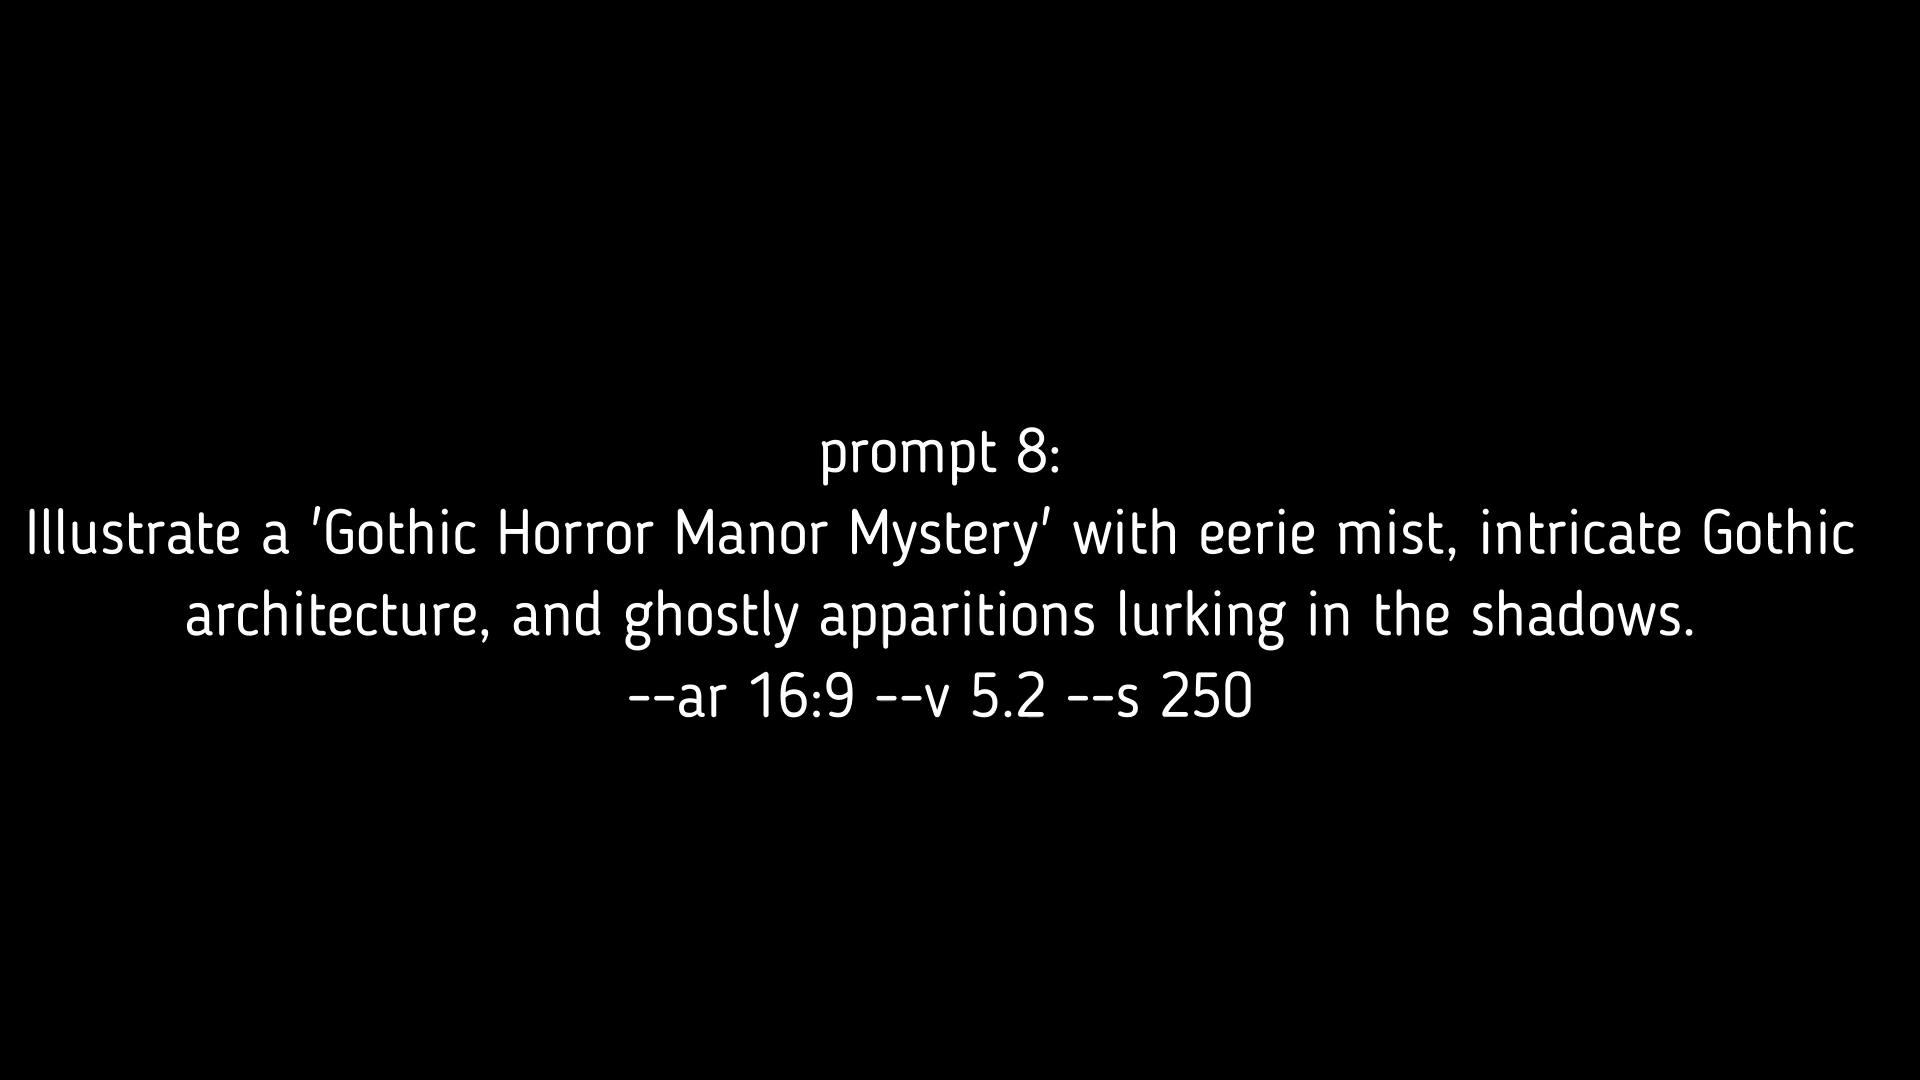 prompt 8:
Illustrate a 'Gothic Horror Manor Mystery' with eerie mist, intricate Gothic
architecture, and ghostly apparitions lurking in the shadows.
--ar 16:9 --v 5.2 --s 250